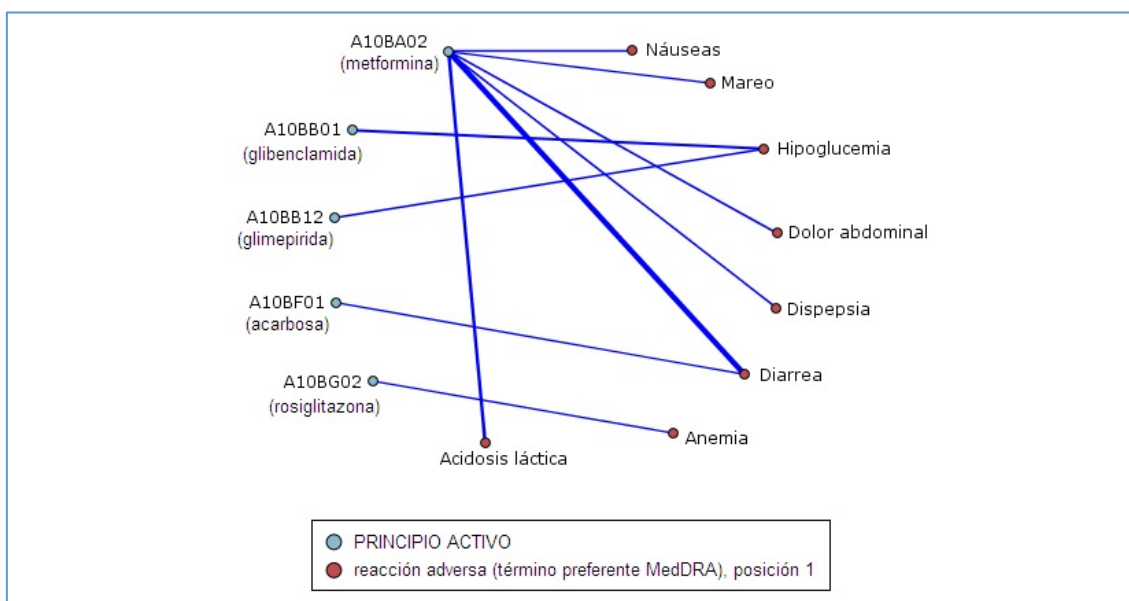 A10BA02
(metformina)
Náuseas
Mareo
A10BB01
(glibenclamida)
Hipoglucemia
A10BB12
(glimepirida)
Dolor abdominal
A10BF01
(acarbosa)
Dispepsia
A10BG02
(rosiglitazona)
Diarrea
Anemia
Acidosis láctica
PRINCIPIO ACTIVO
reacción adversa (término preferente MedDRA), posición 1